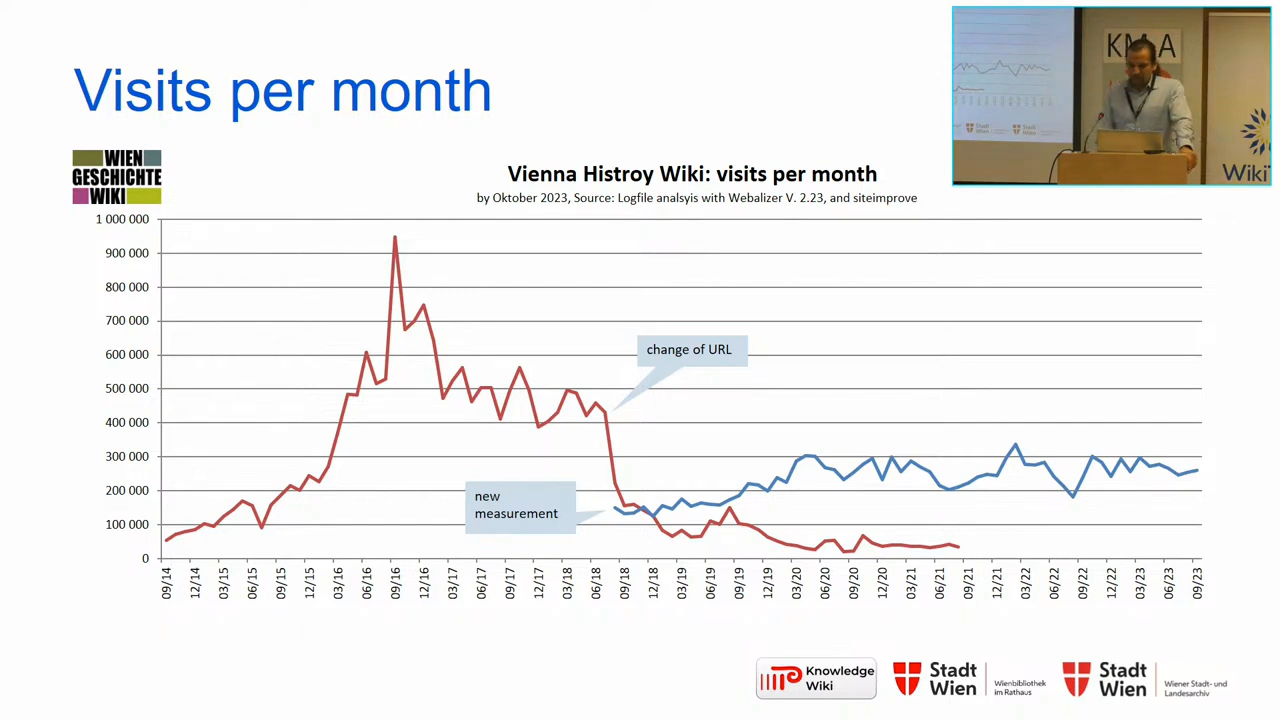 Visits per month
WIEN
GESCHICHTE
WIKI
Vienna Histroy Wiki: visits per month
by Oktober 2023, Source: Logfile analsyis with Webalizer V. 2.23, and siteimprove
1 000 000
900 000
800 000
700 000
600 000
500 000
400 000
300 000
200 000
100 000
0
change of URL
new
measurement
09/14
12/14
03/15
06/15
09/15
12/15
03/16
06/16
09/16
12/16
03/17
06/17
09/17
12/17
03/18
06/18
09/18
12/18
03/19
06/19
09/19
12/19
03/20
06/20
09/20
12/20
03/21
06/21
09/21
12/21
03/22
06/22
09/22
12/22
03/23
06/23
09/23
Knowledge
Wiki
Stadt
Wien
Wienbibliothek
im Rathaus
Stadt
Wien
Wiener Stadt- und
Landesarchiv
Stadt
Wien
Stadt
Wien
Wiki